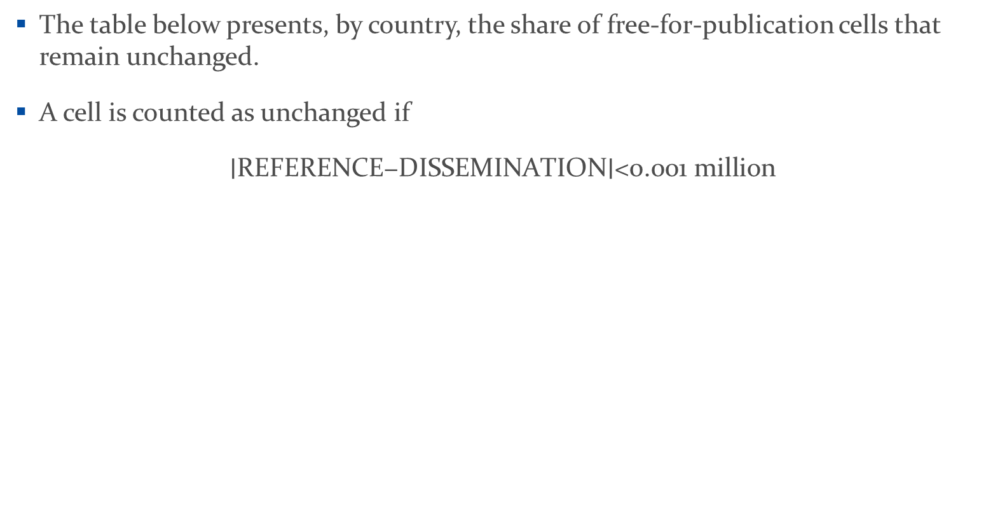 ▪ The table below presents, by country, the share of free-for-publication cells that
remain unchanged.
▪ A cell is counted as unchanged if
|REFERENCE–DISSEMINATION|<0.001 million